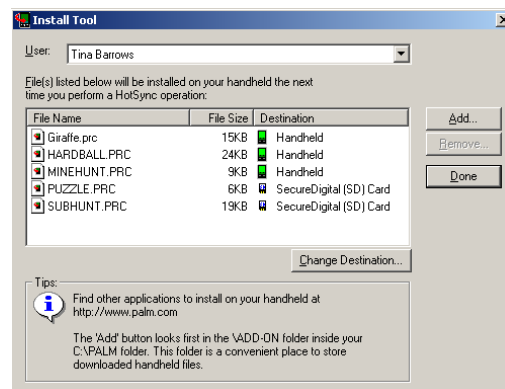 Install Tool
User: Tina Barrows
File(s) listed below will be installed on your handheld the next
time you perform a HotSync operation:
File Name File Size Destination
Giraffe.prc 15KB Handheld
HARDBALL.PRC 24KB Handheld
MINEHUNT.PRC 9KB Handheld
PUZZLE.PRC 6KB SecureDigital (SD) Card
SUBHUNT.PRC 19KB SecureDigital (SD) Card
Add...
Remove...
Done
Change Destination...
Tips:
Find other applications to install on your handheld at
http://www.palm.com
The 'Add' button looks first in the \ADD-ON folder inside your
C:\PALM folder. This folder is a convenient place to store
downloaded handheld files.